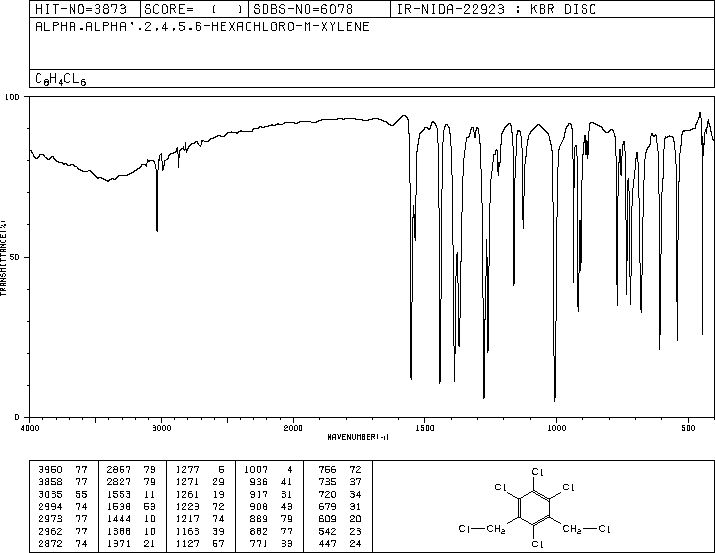 HIT-NO=3873 SCORE= ( ) SDBS-NO=6078 IR-NIDA-22923 : KBR DISC
ALPHA,ALPHA',2,4,5,6-HEXACHLORO-M-XYLENE
C8H4CL6
100
50
0
TRANSMITTANCE(%)
4000 3000 2000 1500 1000 500
WAVENUMBER(-1)
3960 77 2867 79 1277 5 1007 4 766 72
3858 77 2827 79 1271 29 936 41 735 37
3035 55 1553 11 1261 19 917 31 720 34
2994 74 1538 53 1223 72 908 49 679 31
2973 77 1444 10 1217 74 889 79 609 20
2962 77 1388 10 1163 39 882 77 542 23
2872 74 1371 21 1127 57 771 33 447 24
Cl
Cl Cl
Cl-CH2 CH2-Cl
Cl